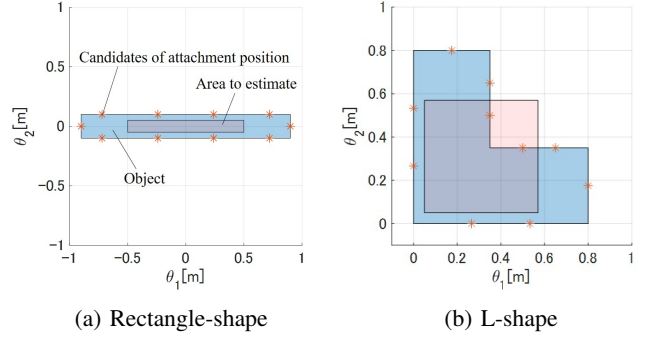 1
0.5
0
−0.5
−1
−1
−0.5
0
0.5
1
θ2[m]
θ1[m]
Candidates of attachment position
Area to estimate
Object
(a) Rectangle-shape
1
0.8
0.6
0.4
0.2
0
0
0.2
0.4
0.6
0.8
1
θ2[m]
θ1[m]
(b) L-shape